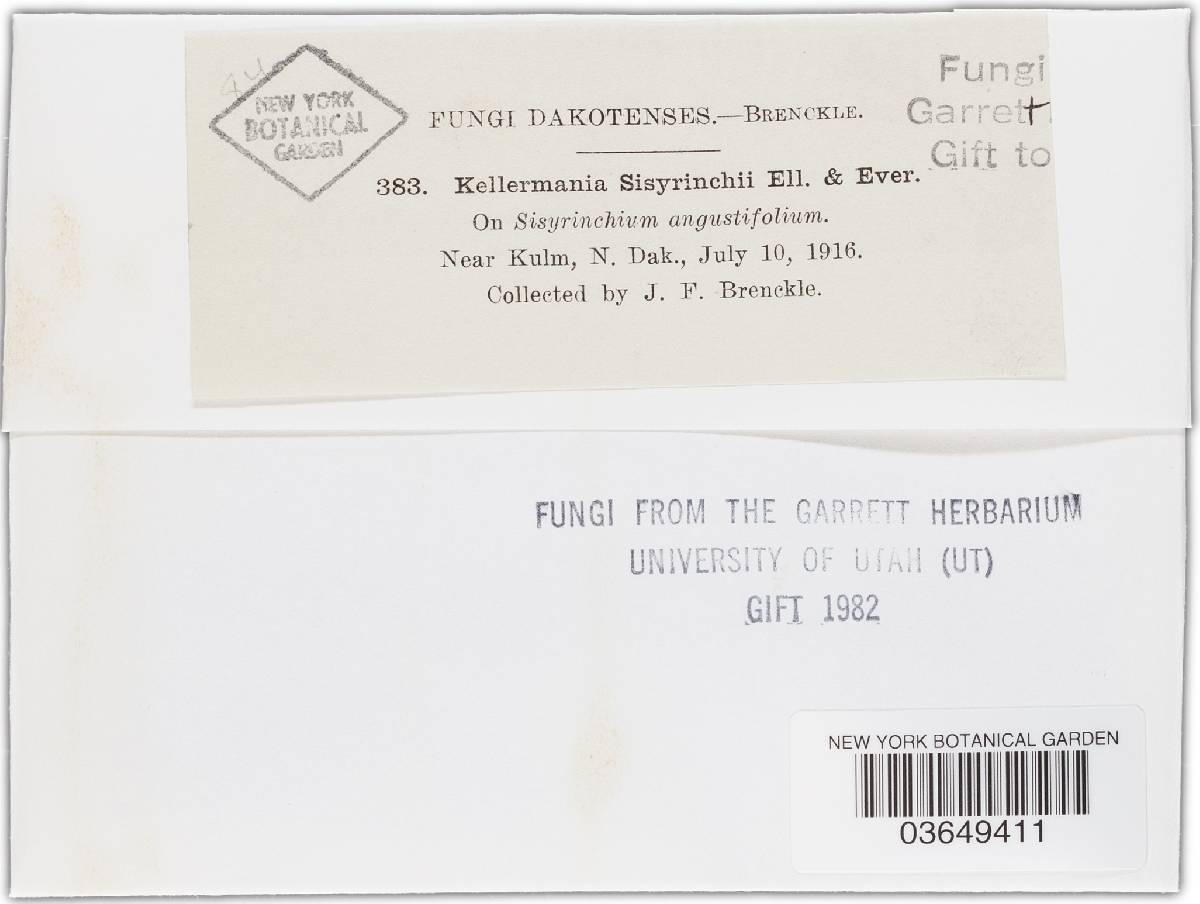 NEW YORK
BOTANICAL
GARDEN
FUNGI DAKOTENSES.—BRENCKLE.
383. Kellermania Sisyrinchii Ell. & Ever.
On Sisyrinchium angustifolium.
Near Kulm, N. Dak., July 10, 1916.
Collected by J. F. Brenckle.
Fungi
Garrett
Gift to
FUNGI FROM THE GARRETT HERBARIUM
UNIVERSITY OF UTAH (UT)
GIFT 1982
NEW YORK BOTANICAL GARDEN
03649411